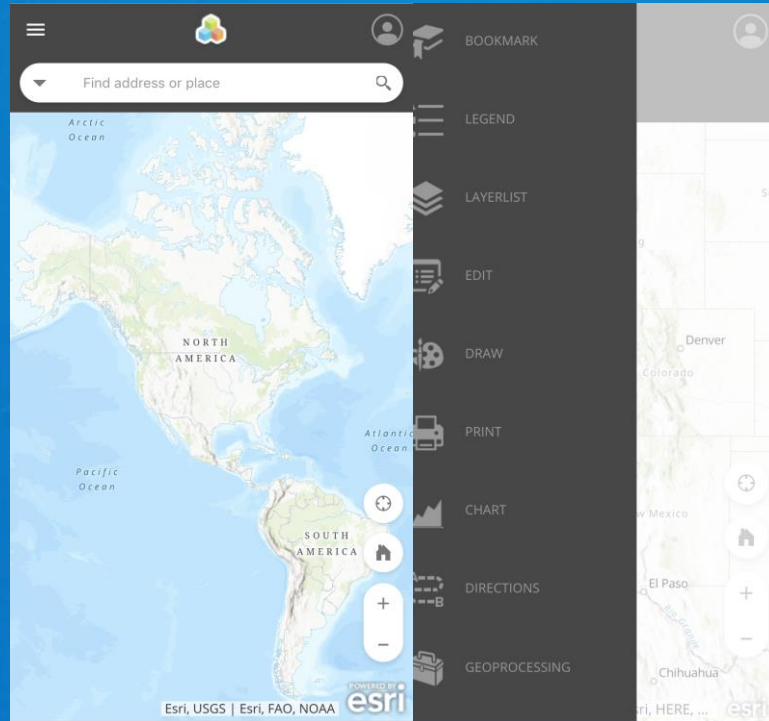 Find address or place
Arctic
Ocean
NORTH
AMERICA
Atlantic
Ocean
Pacific
Ocean
SOUTH
AMERICA
+
−
Esri, USGS | Esri, FAO, NOAA
POWERED BY
esri
BOOKMARK
LEGEND
LAYERLIST
EDIT
DRAW
PRINT
CHART
B
DIRECTIONS
GEOPROCESSING
Denver
Colorado
Mexico
El Paso
Rio Grande
Chihuahua
+
−
HERE, ...
esri